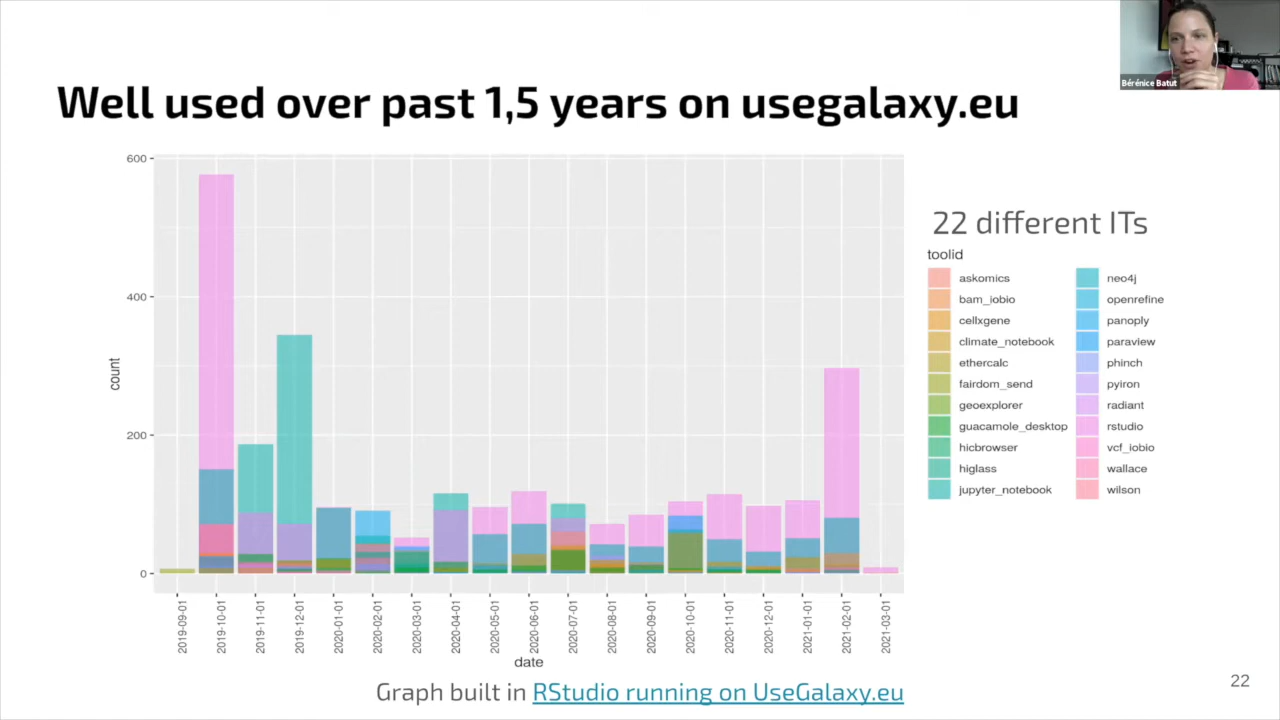 Bérénice Batut
Well used over past 1,5 years on usegalaxy.eu
600
400
200
0
count
2019-09-01
2019-10-01
2019-11-01
2019-12-01
2020-01-01
2020-02-01
2020-03-01
2020-04-01
2020-05-01
2020-06-01
2020-07-01
2020-08-01
2020-09-01
2020-10-01
2020-11-01
2020-12-01
2021-01-01
2021-02-01
2021-03-01
date
22 different ITs
toolid
askomics
bam_iobio
cellxgene
climate_notebook
ethercalc
fairdom_send
geoexplorer
guacamole_desktop
hicbrowser
higlass
jupyter_notebook
neo4j
openrefine
panoply
paraview
phinch
pyiron
radiant
rstudio
vcf_iobio
wallace
wilson
Graph built in RStudio running on UseGalaxy.eu
22